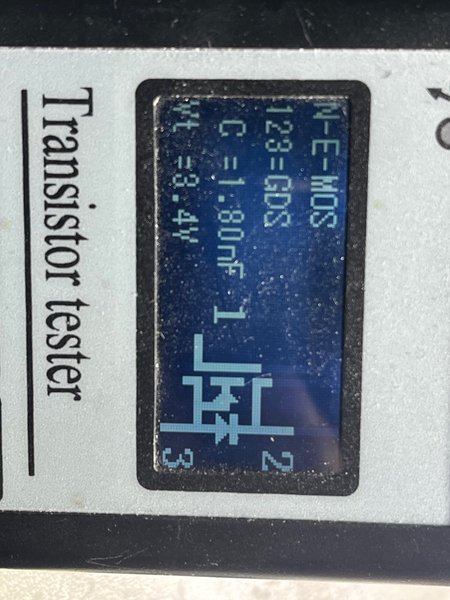 N-E-MOS
123=GDS
C =1.80nF
Vt =3.4V
1
2
3
Transistor tester